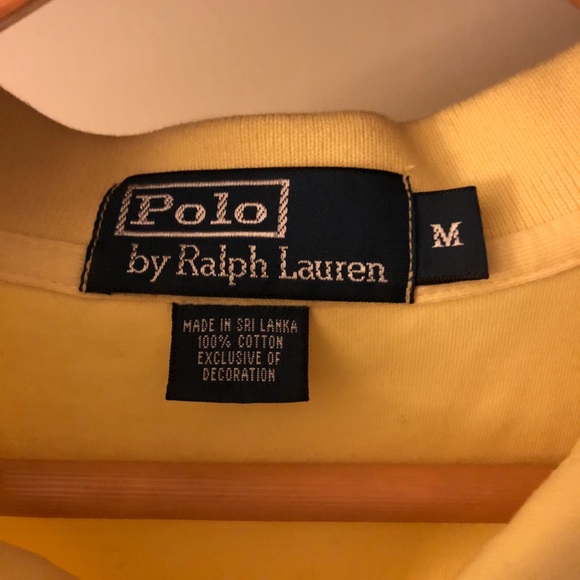 Polo
by Ralph Lauren
M
MADE IN SRI LANKA
100% COTTON
EXCLUSIVE OF
DECORATION